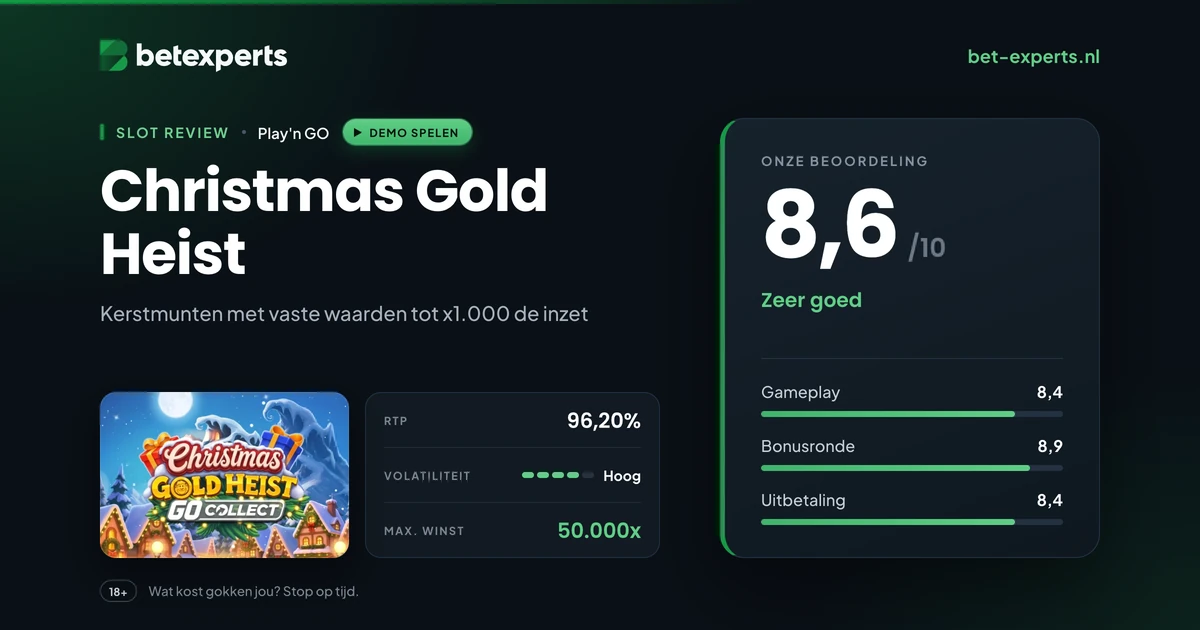 betexperts
bet-experts.nl
SLOT REVIEW • Play'n GO ▶ DEMO SPELEN
Christmas Gold
Heist
Kerstmunten met vaste waarden tot x1.000 de inzet
Christmas
GOLD HEIST
GO COLLECT
RTP 96,20%
VOLATILITEIT Hoog
MAX. WINST 50.000x
18+ Wat kost gokken jou? Stop op tijd.
ONZE BEOORDELING
8,6 /10
Zeer goed
Gameplay 8,4
Bonusronde 8,9
Uitbetaling 8,4